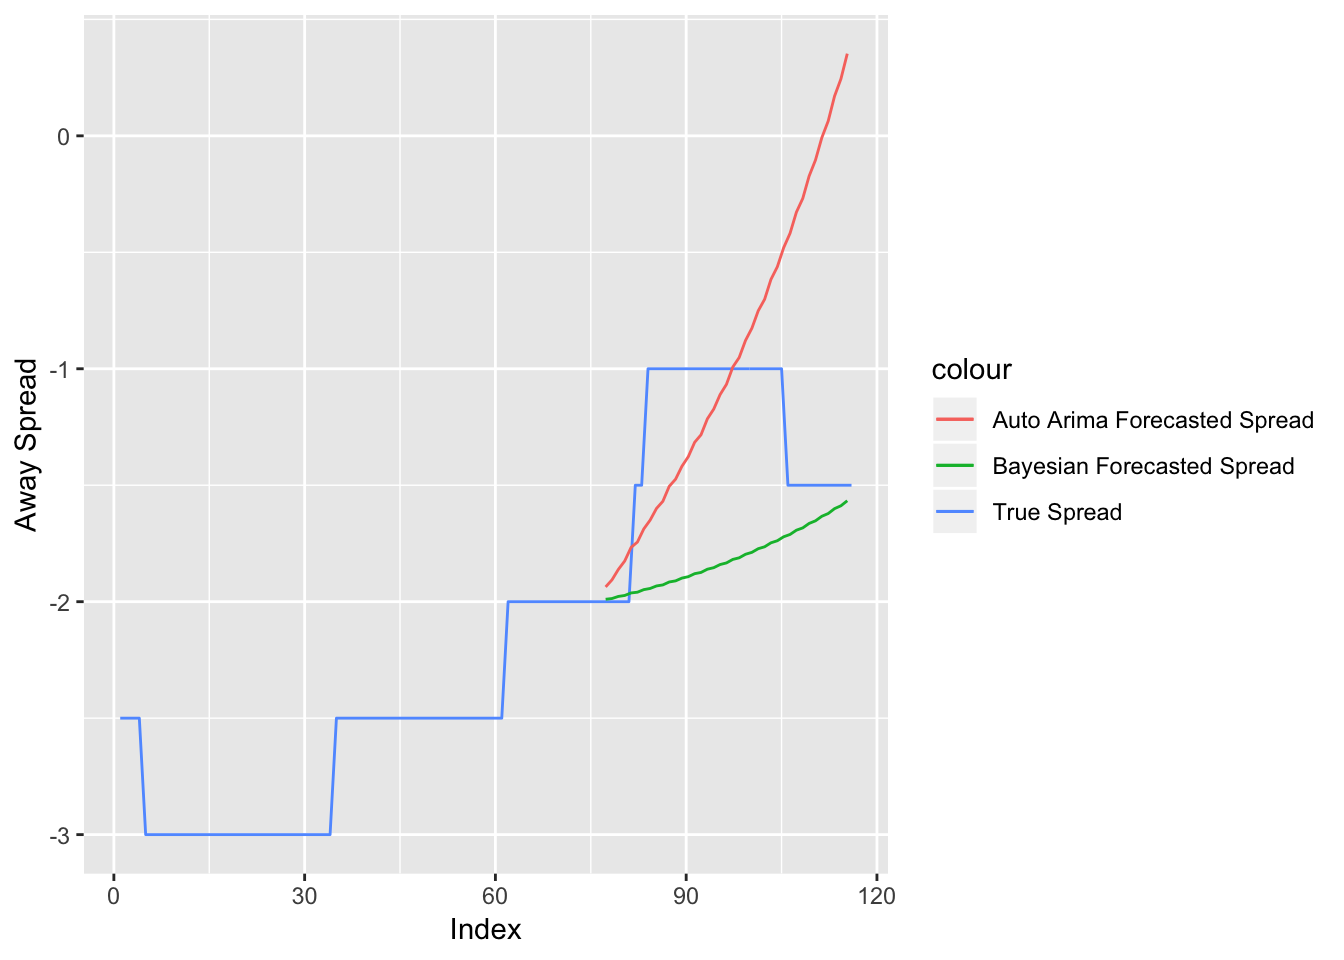 0
-1
-2
-3
Away Spread
0
30
60
90
120
Index
colour
Auto Arima Forecasted Spread
Bayesian Forecasted Spread
True Spread